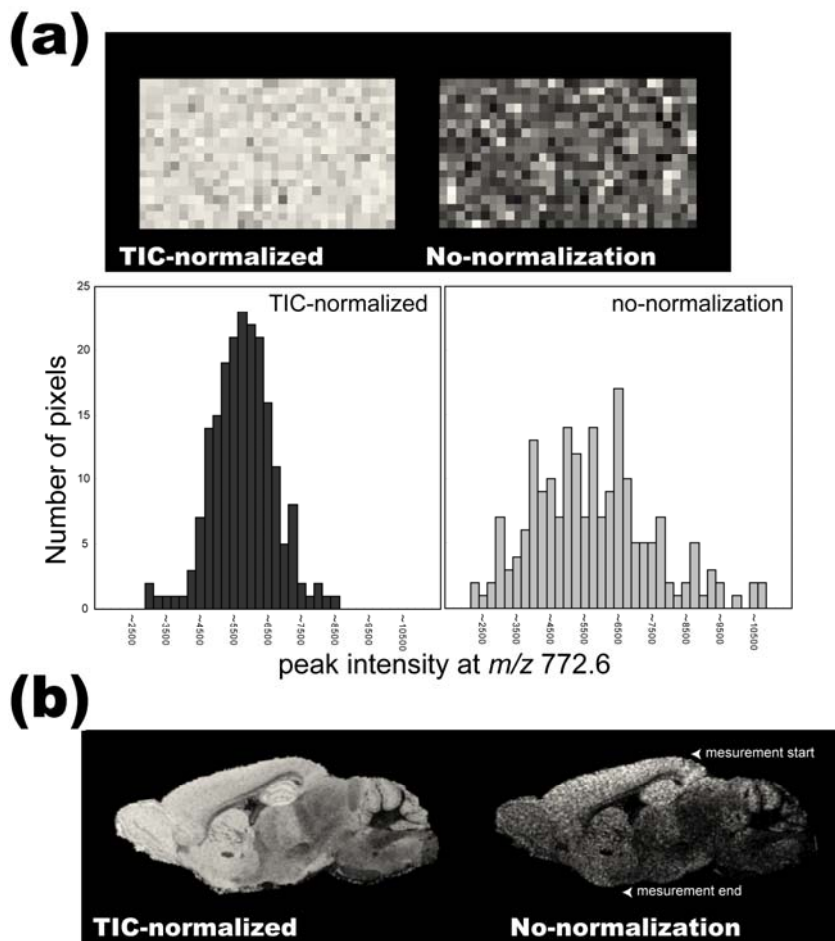 (a)
TIC-normalized No-normalization
TIC-normalized
no-normalization
Number of pixels
25
20
15
10
5
0
~2500 ~3500 ~4500 ~5500 ~6500 ~7500 ~8500 ~9500 ~10500
~2500 ~3500 ~4500 ~5500 ~6500 ~7500 ~8500 ~9500 ~10500
peak intensity at m/z 772.6
(b)
mesurement start
mesurement end
TIC-normalized No-normalization